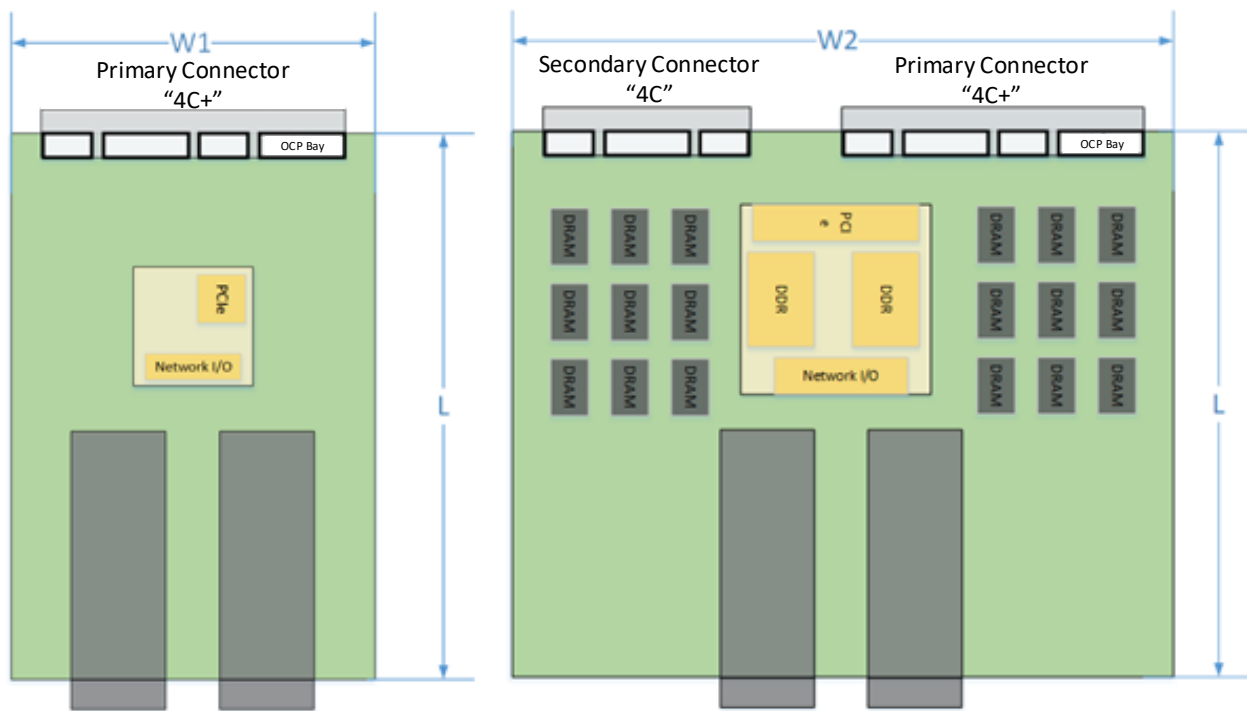 W1
Primary Connector
“4C+”
OCP Bay
PCIe
Network I/O
L
W2
Secondary Connector
“4C”
Primary Connector
“4C+”
OCP Bay
DRAM DRAM DRAM
PCI
e
DRAM DRAM DRAM
DRAM DRAM DRAM
DDR DDR
DRAM DRAM DRAM
DRAM DRAM DRAM
Network I/O
DRAM DRAM DRAM
L